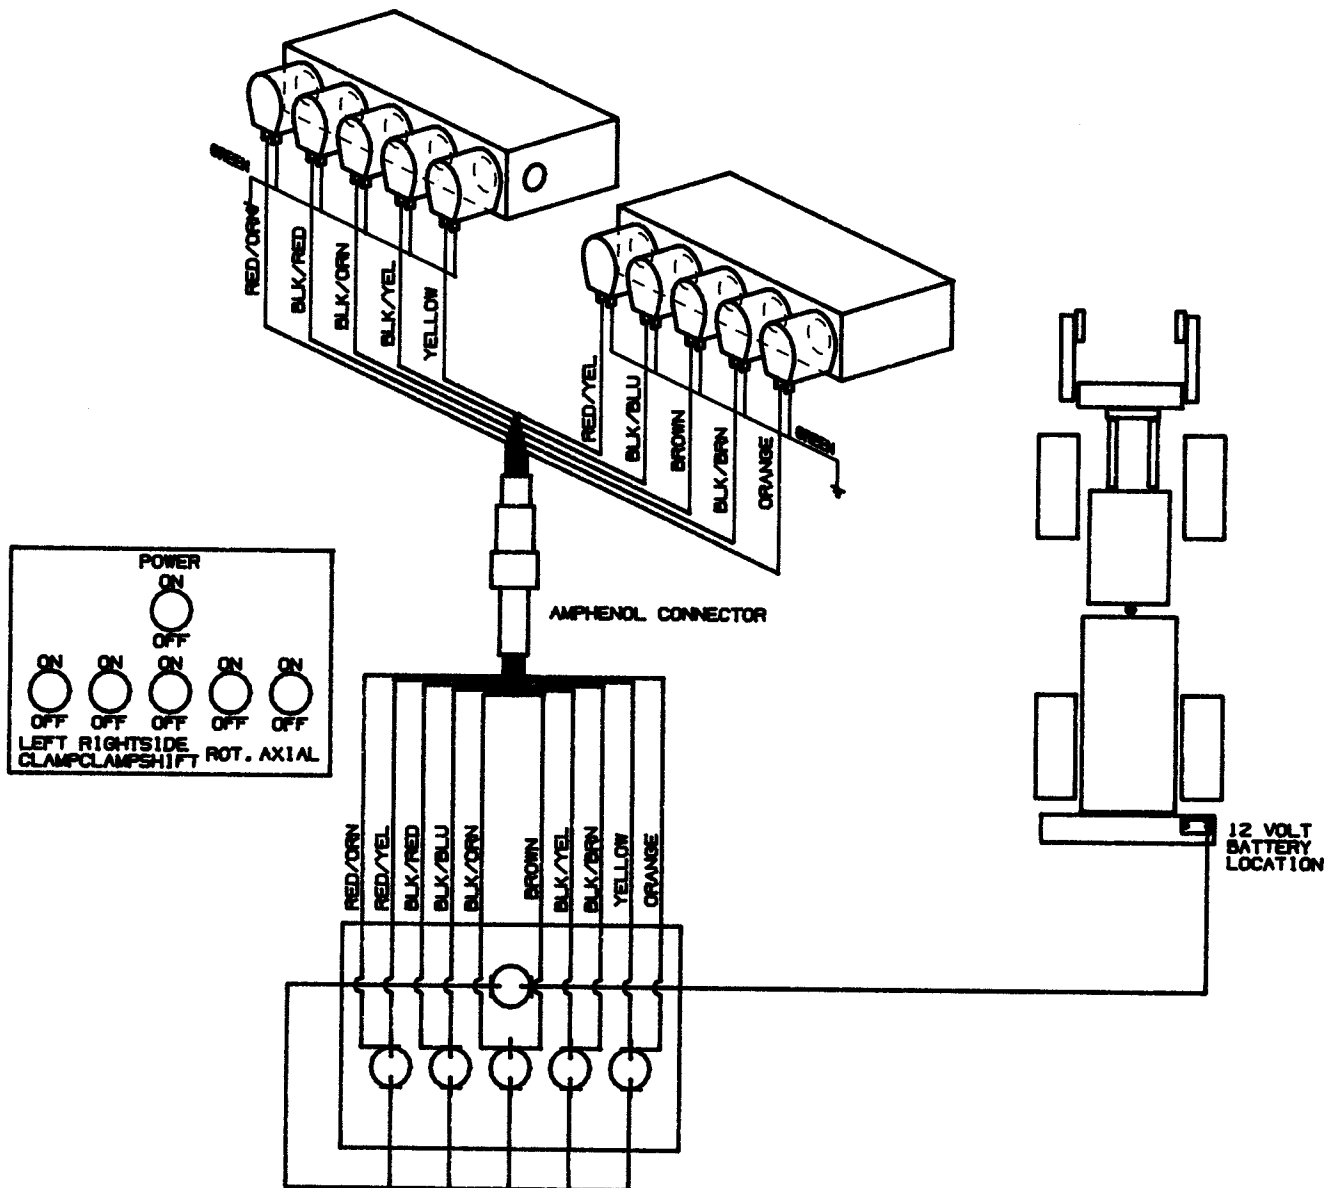 GREEN
RED/ORN
BLK/RED
BLK/ORN
BLK/YEL
YELLOW
RED/YEL
BLK/BLU
BROWN
BLK/BRN
ORANGE
GREEN
POWER
ON
OFF
ON ON ON ON ON
OFF OFF OFF OFF OFF
LEFT RIGHTSIDE
CLAMPCLAMPSHIFT ROT. AXIAL
AMPHENOL CONNECTOR
RED/ORN
RED/YEL
BLK/RED
BLK/BLU
BLK/ORN
BROWN
BLK/YEL
BLK/BRN
YELLOW
ORANGE
12 VOLT
BATTERY
LOCATION